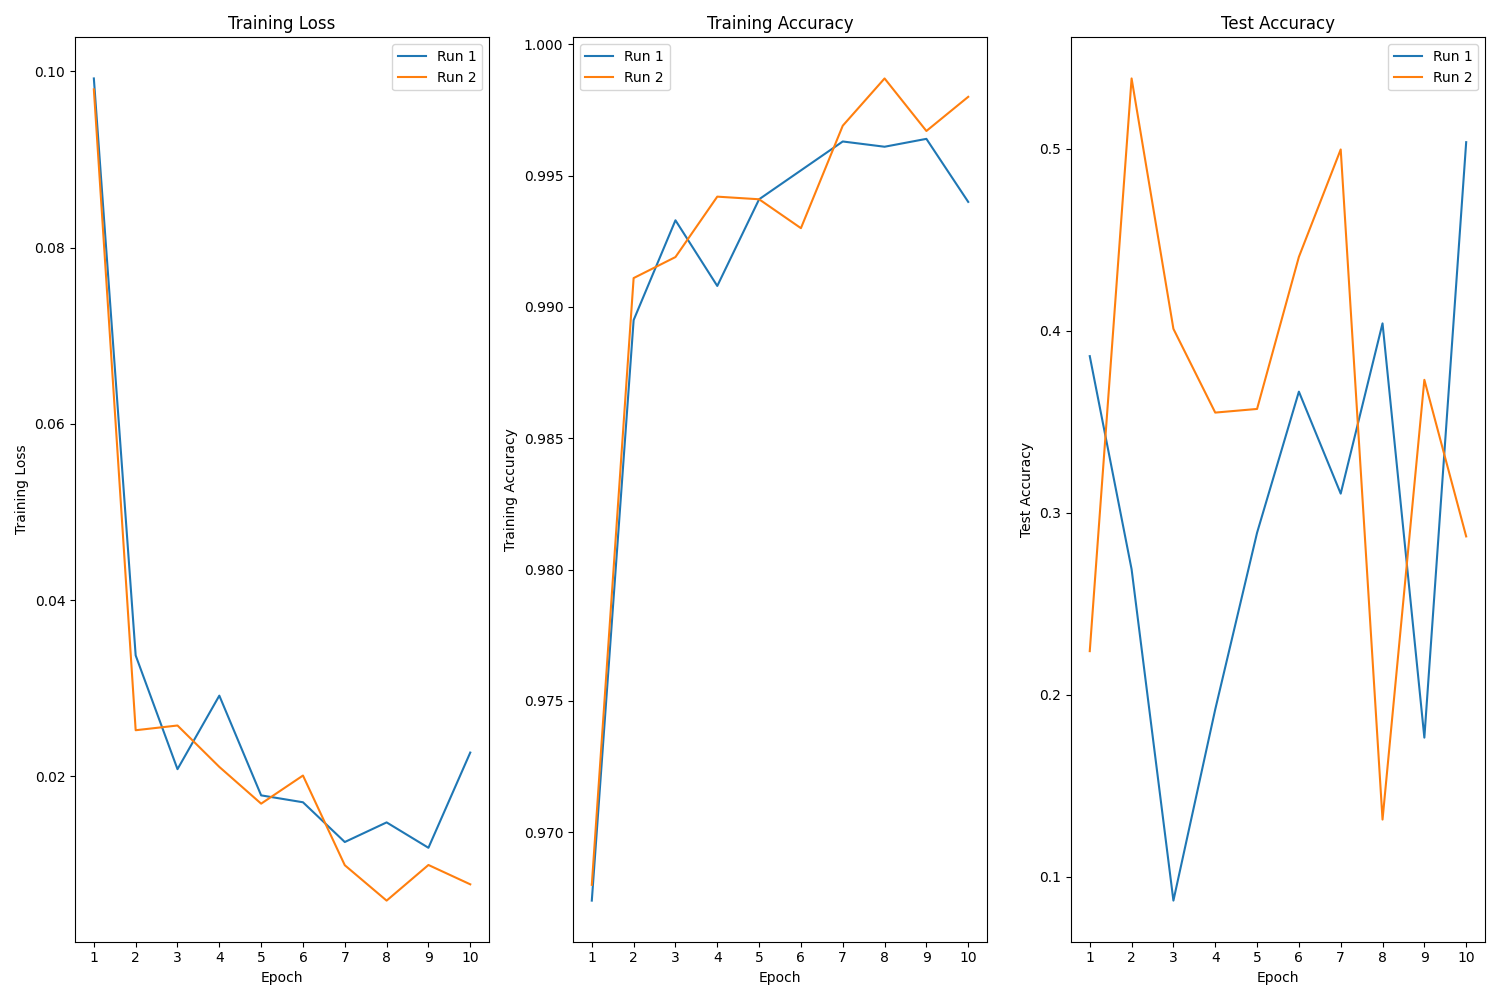 Training Loss
Training Loss
0.10
0.08
0.06
0.04
0.02
1 2 3 4 5 6 7 8 9 10
Epoch
Run 1
Run 2
Training Accuracy
Training Accuracy
1.000
0.995
0.990
0.985
0.980
0.975
0.970
1 2 3 4 5 6 7 8 9 10
Epoch
Run 1
Run 2
Test Accuracy
Test Accuracy
0.5
0.4
0.3
0.2
0.1
1 2 3 4 5 6 7 8 9 10
Epoch
Run 1
Run 2